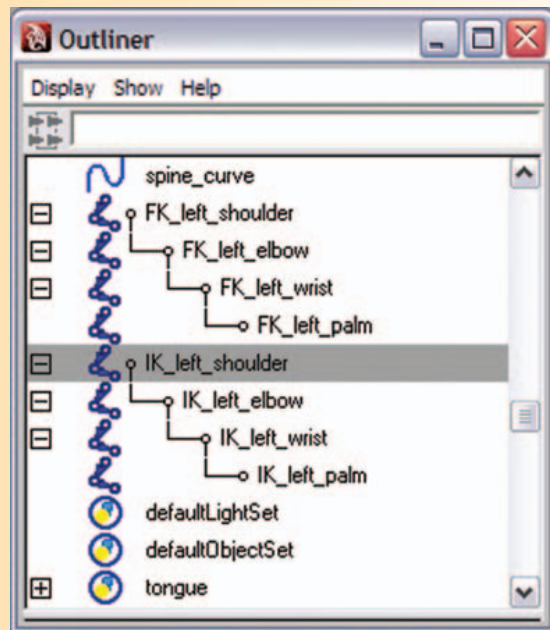 Outliner
Display Show Help
spine_curve
FK_left_shoulder
FK_left_elbow
FK_left_wrist
FK_left_palm
IK_left_shoulder
IK_left_elbow
IK_left_wrist
IK_left_palm
defaultLightSet
defaultObjectSet
tongue